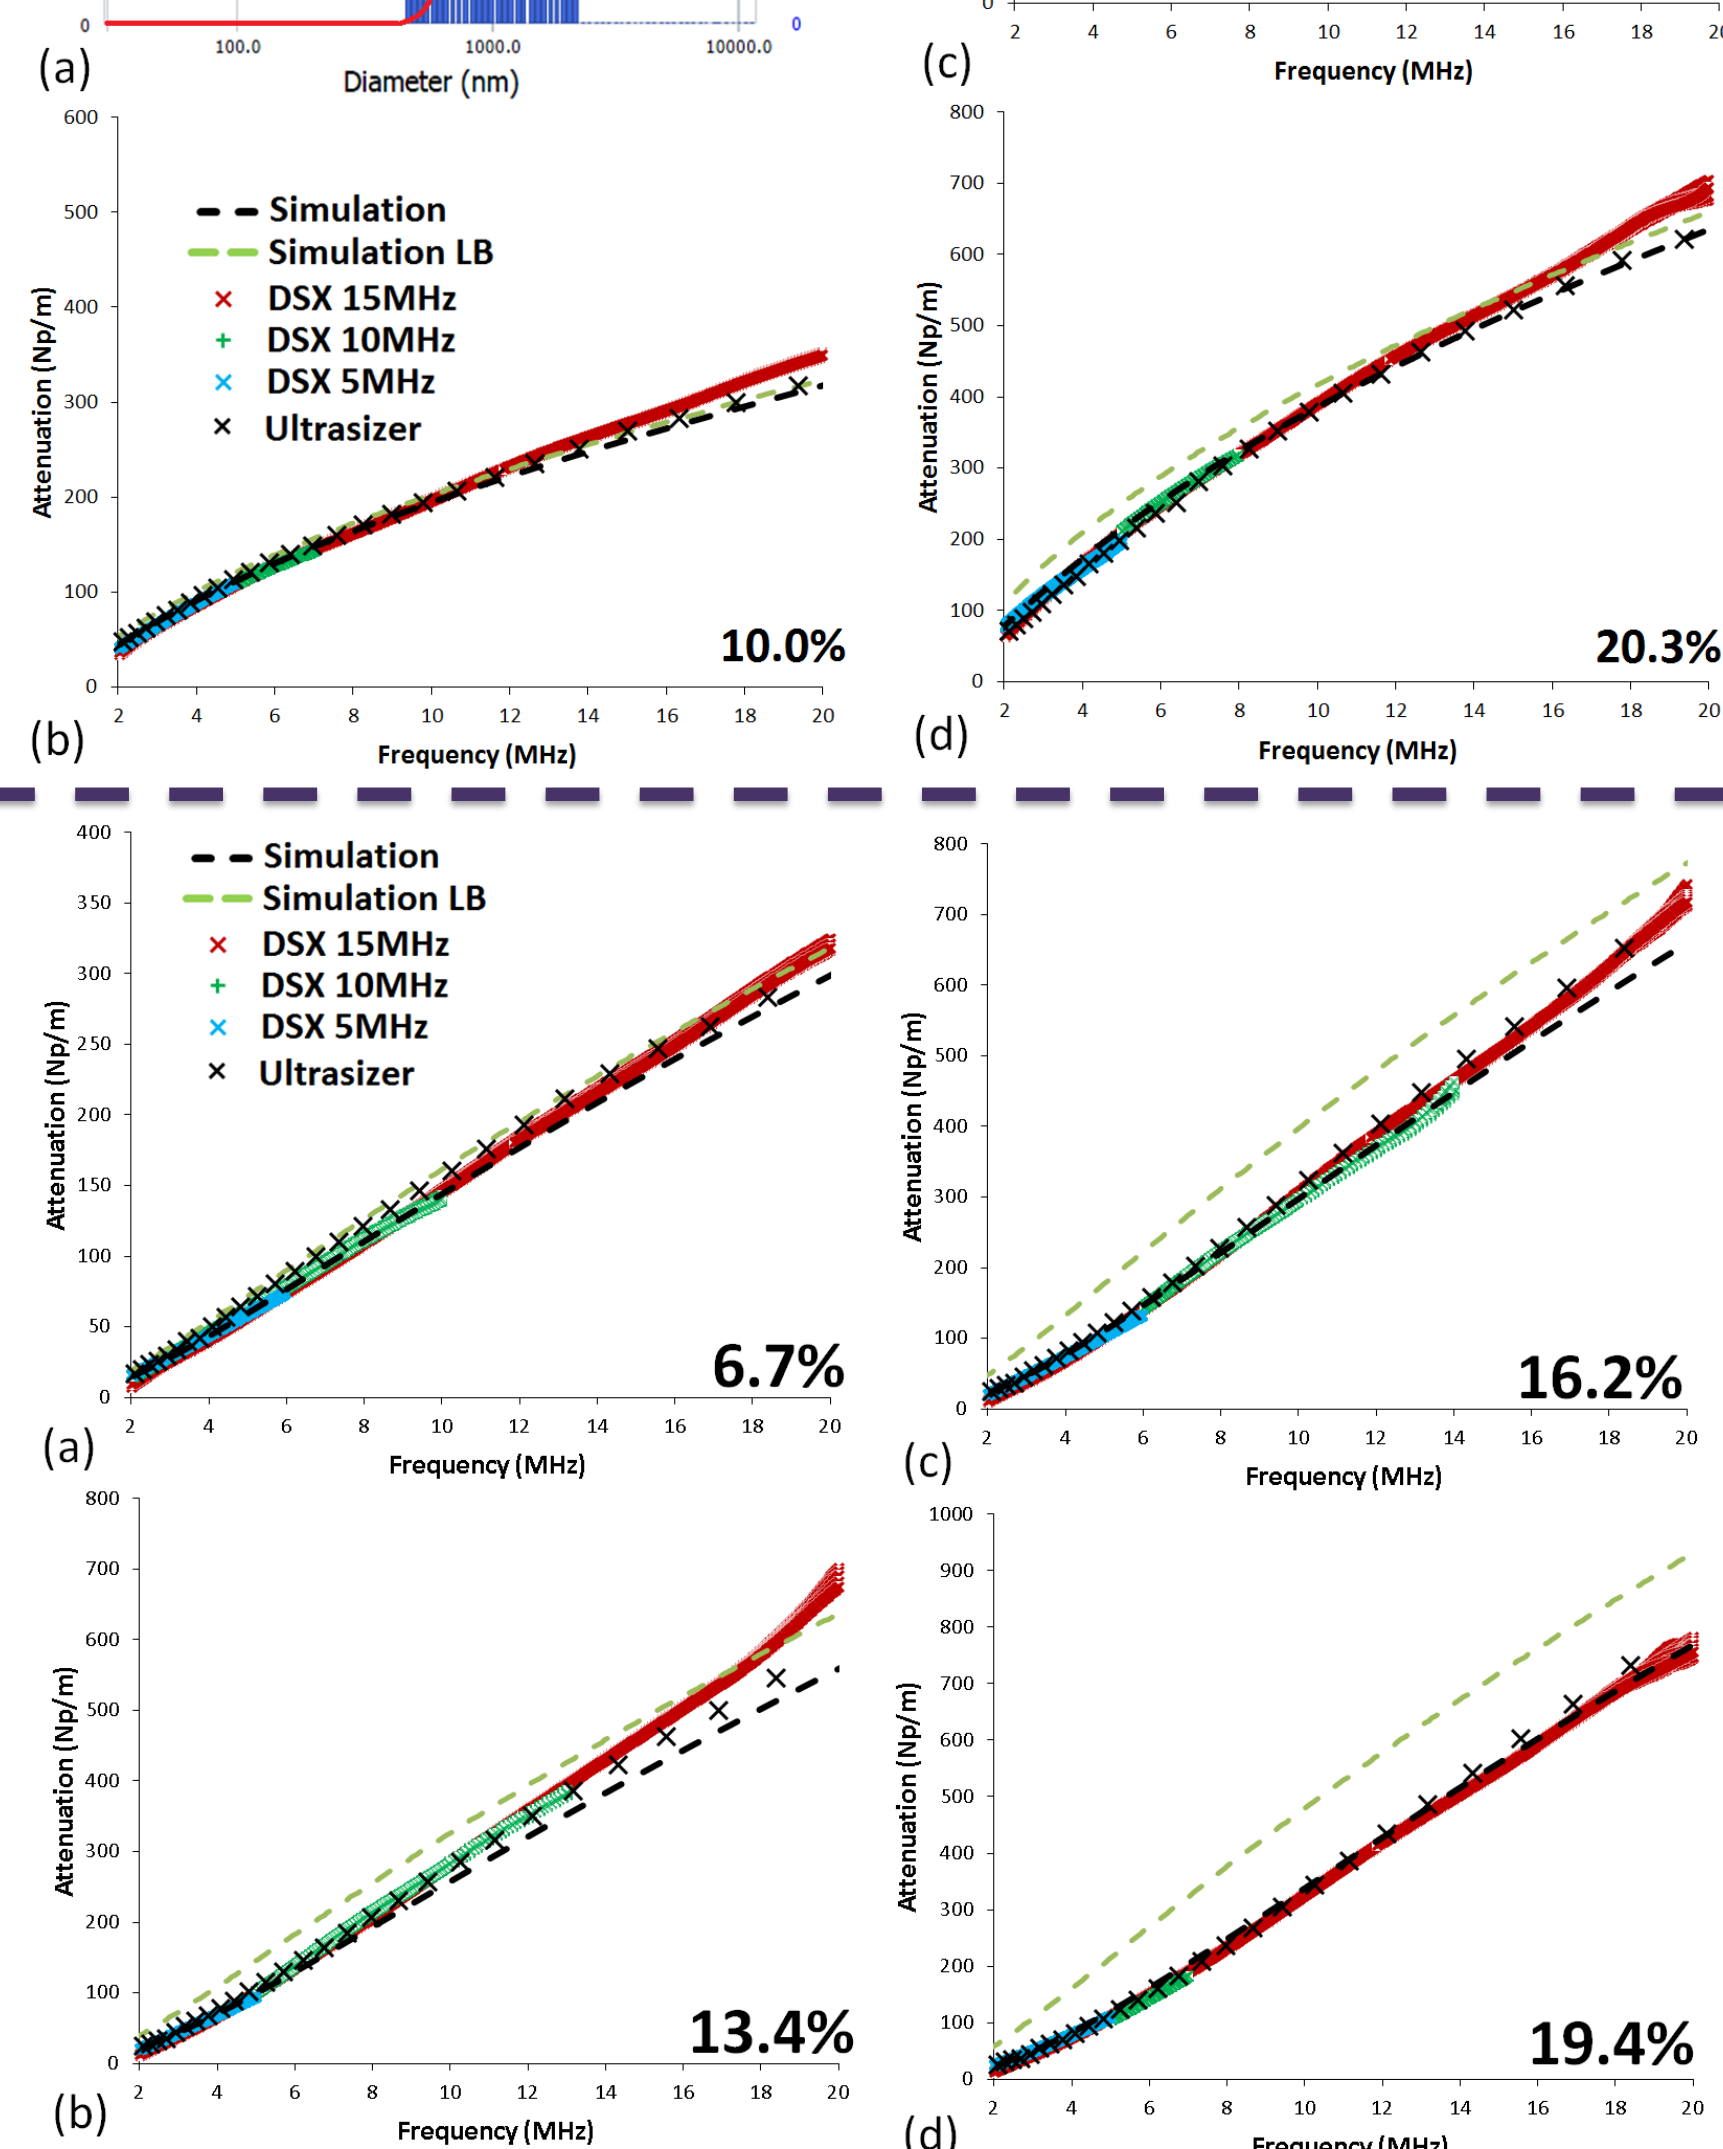 0
100.0 1000.0 10000.0
0
Diameter (nm)
(a)
0
2 4 6 8 10 12 14 16 18
Frequency (MHz)
(c)
600
500
400
300
200
100
0
Attenuation (Np/m)
Simulation
Simulation LB
DSX 15MHz
DSX 10MHz
DSX 5MHz
Ultrasizer
10.0%
2 4 6 8 10 12 14 16 18 20
Frequency (MHz)
(b)
800
700
600
500
400
300
200
100
0
Attenuation (Np/m)
20.3%
2 4 6 8 10 12 14 16 18 20
Frequency (MHz)
(d)
400
350
300
250
200
150
100
50
0
Attenuation (Np/m)
Simulation
Simulation LB
DSX 15MHz
DSX 10MHz
DSX 5MHz
Ultrasizer
6.7%
2 4 6 8 10 12 14 16 18 20
Frequency (MHz)
(a)
800
700
600
500
400
300
200
100
0
Attenuation (Np/m)
16.2%
2 4 6 8 10 12 14 16 18 20
Frequency (MHz)
(c)
800
700
600
500
400
300
200
100
0
Attenuation (Np/m)
13.4%
2 4 6 8 10 12 14 16 18 20
Frequency (MHz)
(b)
1000
900
800
700
600
500
400
300
200
100
0
Attenuation (Np/m)
19.4%
2 4 6 8 10 12 14 16 18 20
Frequency (MHz)
(d)